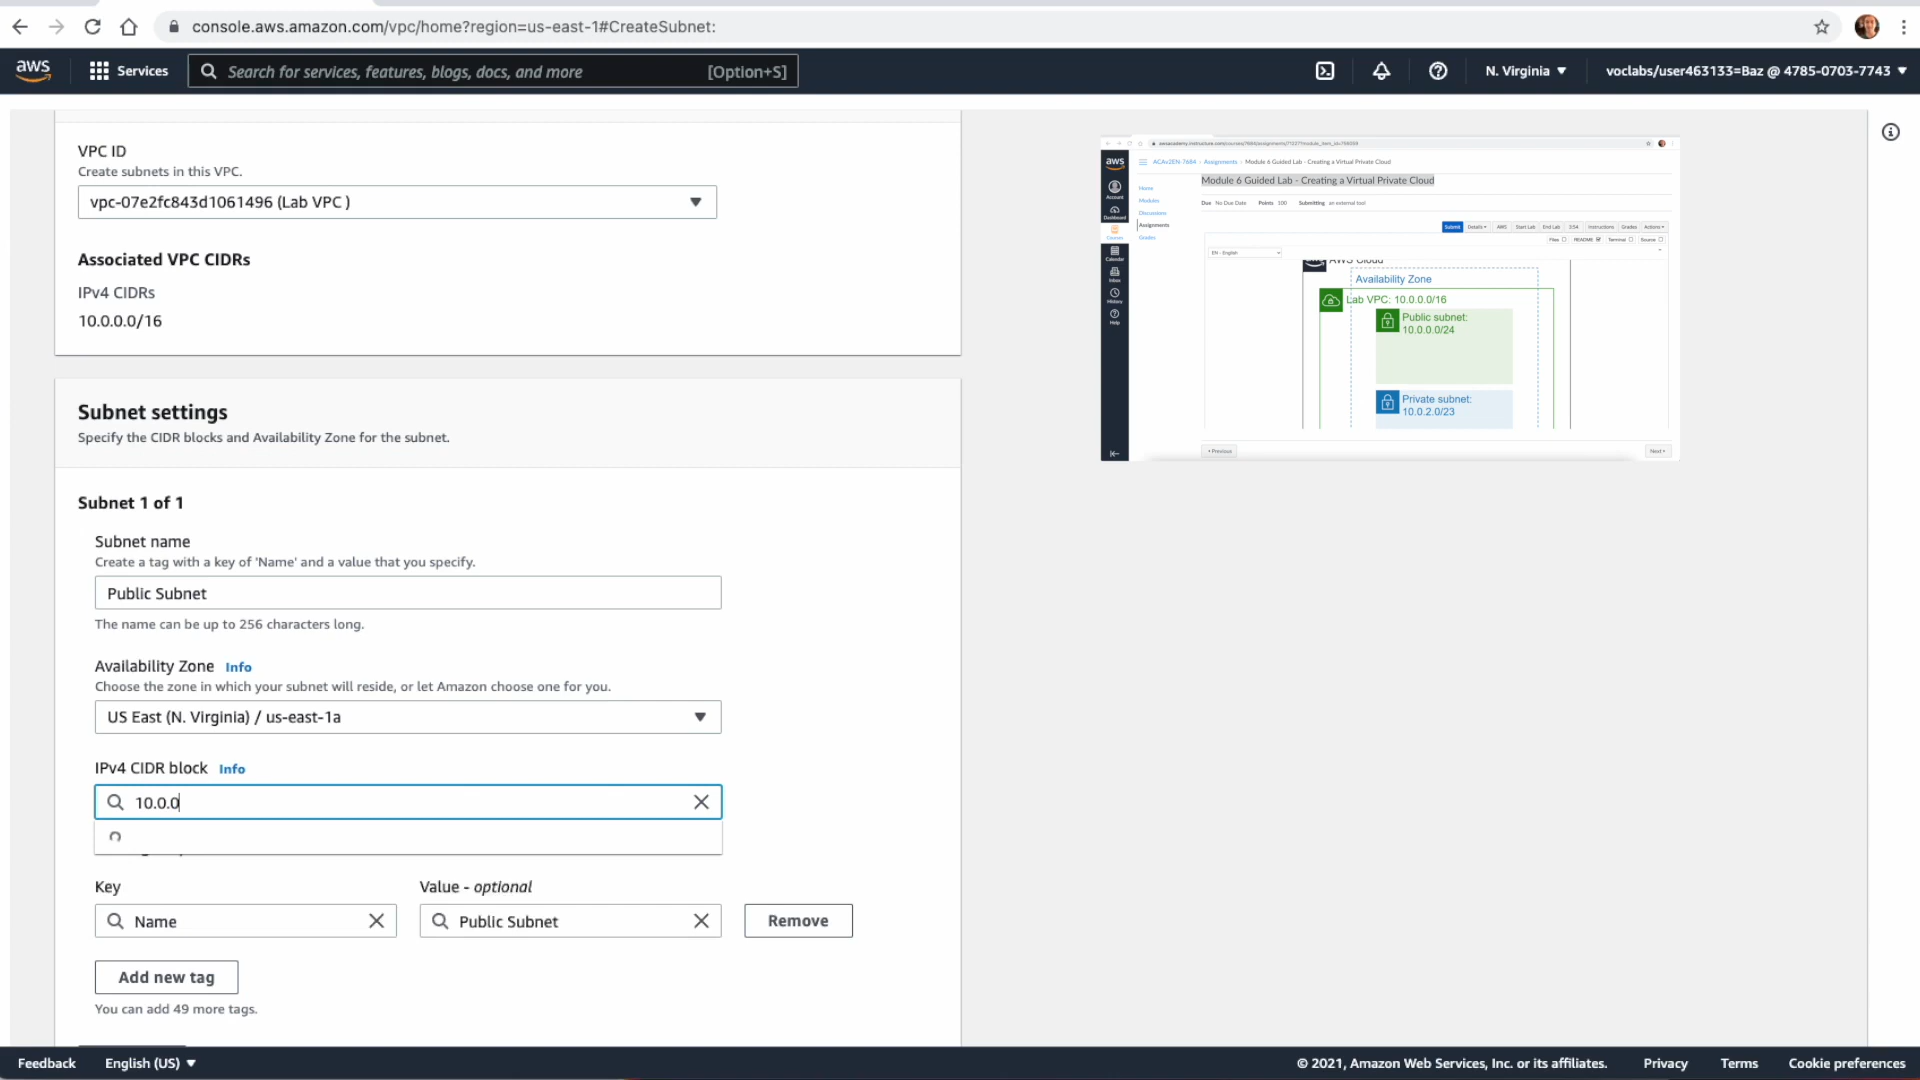 console.aws.amazon.com/vpc/home?region=us-east-1#CreateSubnet:
aws
Services
Search for services, features, blogs, docs, and more
[Option+S]
N. Virginia
voclabs/user463133=Baz @ 4785-0703-7743
VPC ID
Create subnets in this VPC.
vpc-07e2fc843d1061496 (Lab VPC )
Associated VPC CIDRs
IPv4 CIDRs
10.0.0.0/16
Subnet settings
Specify the CIDR blocks and Availability Zone for the subnet.
Subnet 1 of 1
Subnet name
Create a tag with a key of 'Name' and a value that you specify.
Public Subnet
The name can be up to 256 characters long.
Availability Zone Info
Choose the zone in which your subnet will reside, or let Amazon choose one for you.
US East (N. Virginia) / us-east-1a
IPv4 CIDR block Info
10.0.0
Key
Value - optional
Name
Public Subnet
Remove
Add new tag
You can add 49 more tags.
aws
Account
Dashboard
Courses
Calendar
Inbox
History
Help
ACAv2EN-7684 > Assignments > Module 6 Guided Lab - Creating a Virtual Private Cloud
Home
Modules
Discussions
Assignments
Grades
Module 6 Guided Lab - Creating a Virtual Private Cloud
Due No Due Date Points 100 Submitting an external tool
Submit Details AWS Start Lab End Lab Instructions Grades Actions
Files README Terminal Source
EN - English
AWS Cloud
Availability Zone
Lab VPC: 10.0.0.0/16
Public subnet:
10.0.0.0/24
Private subnet:
10.0.2.0/23
Previous
Next
Feedback
English (US)
© 2021, Amazon Web Services, Inc. or its affiliates.
Privacy
Terms
Cookie preferences